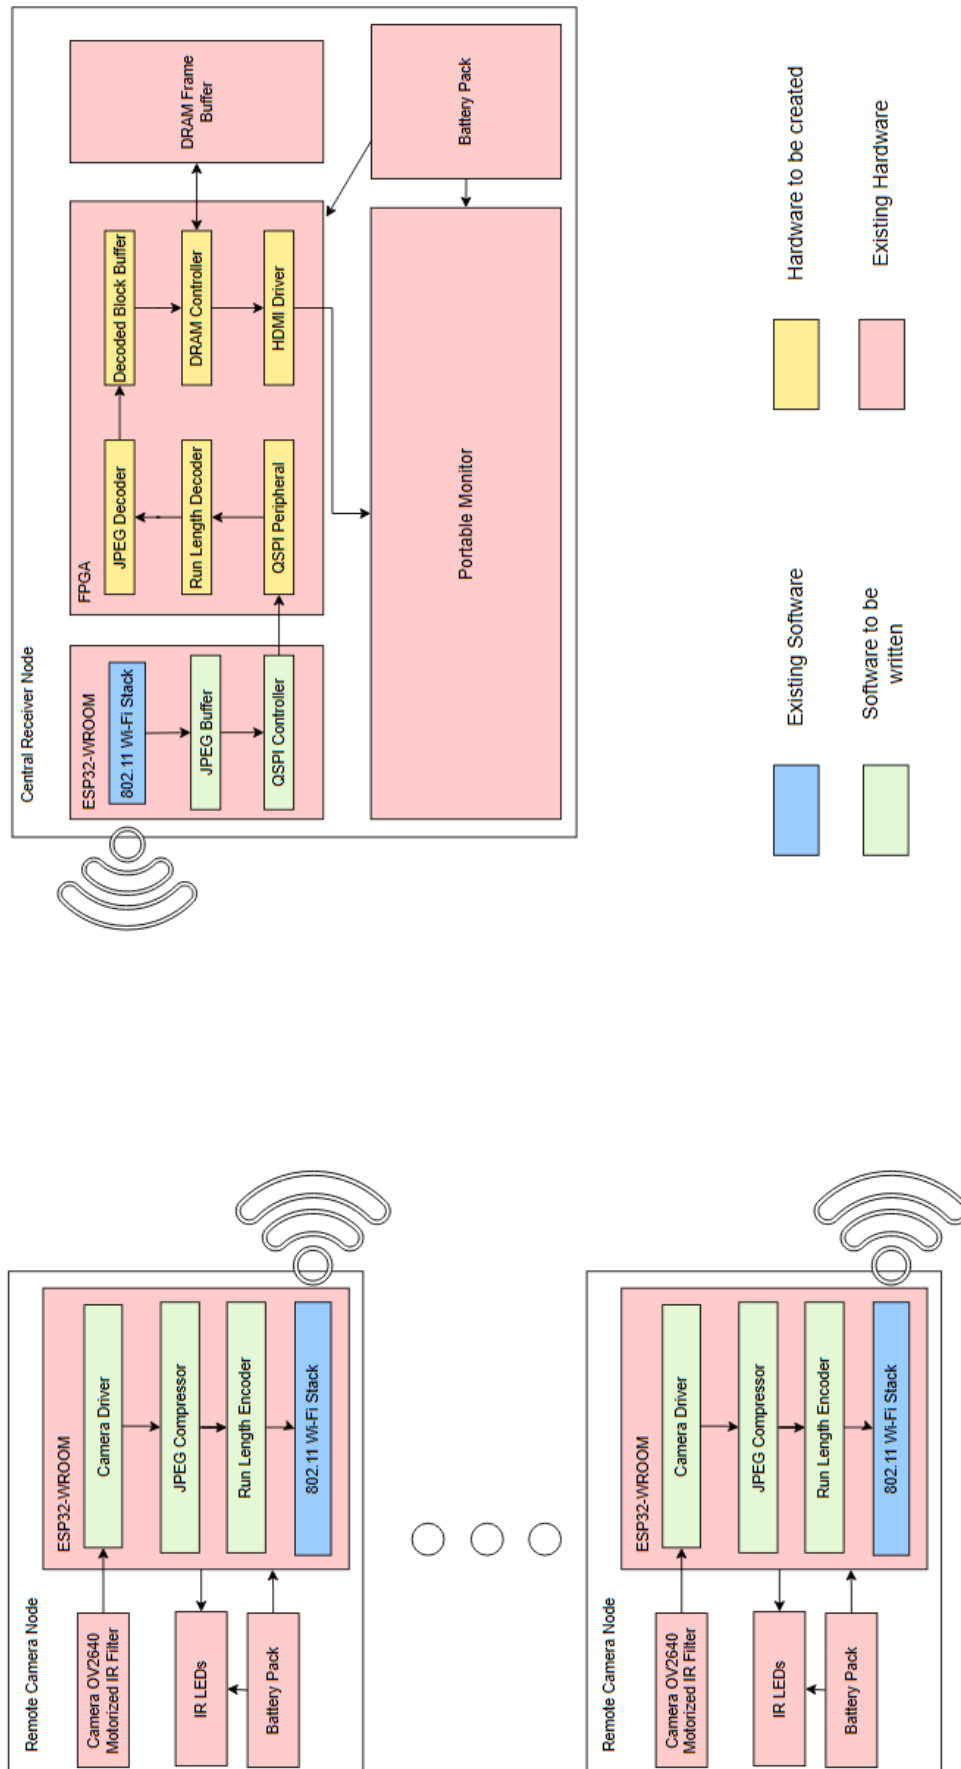 Remote Camera Node
Camera OV2640
Motorized IR Filter
IR LEDs
Battery Pack
ESP32-WROOM
Camera Driver
JPEG Compressor
Run Length Encoder
802.11 Wi-Fi Stack
Remote Camera Node
Camera OV2640
Motorized IR Filter
IR LEDs
Battery Pack
ESP32-WROOM
Camera Driver
JPEG Compressor
Run Length Encoder
802.11 Wi-Fi Stack
Central Receiver Node
ESP32-WROOM
802.11 Wi-Fi Stack
JPEG Buffer
QSPI Controller
FPGA
JPEG Decoder
Run Length Decoder
QSPI Peripheral
Decoded Block Buffer
DRAM Controller
HDMI Driver
DRAM Frame
Buffer
Portable Monitor
Battery Pack
Existing Software
Software to be
written
Hardware to be created
Existing Hardware